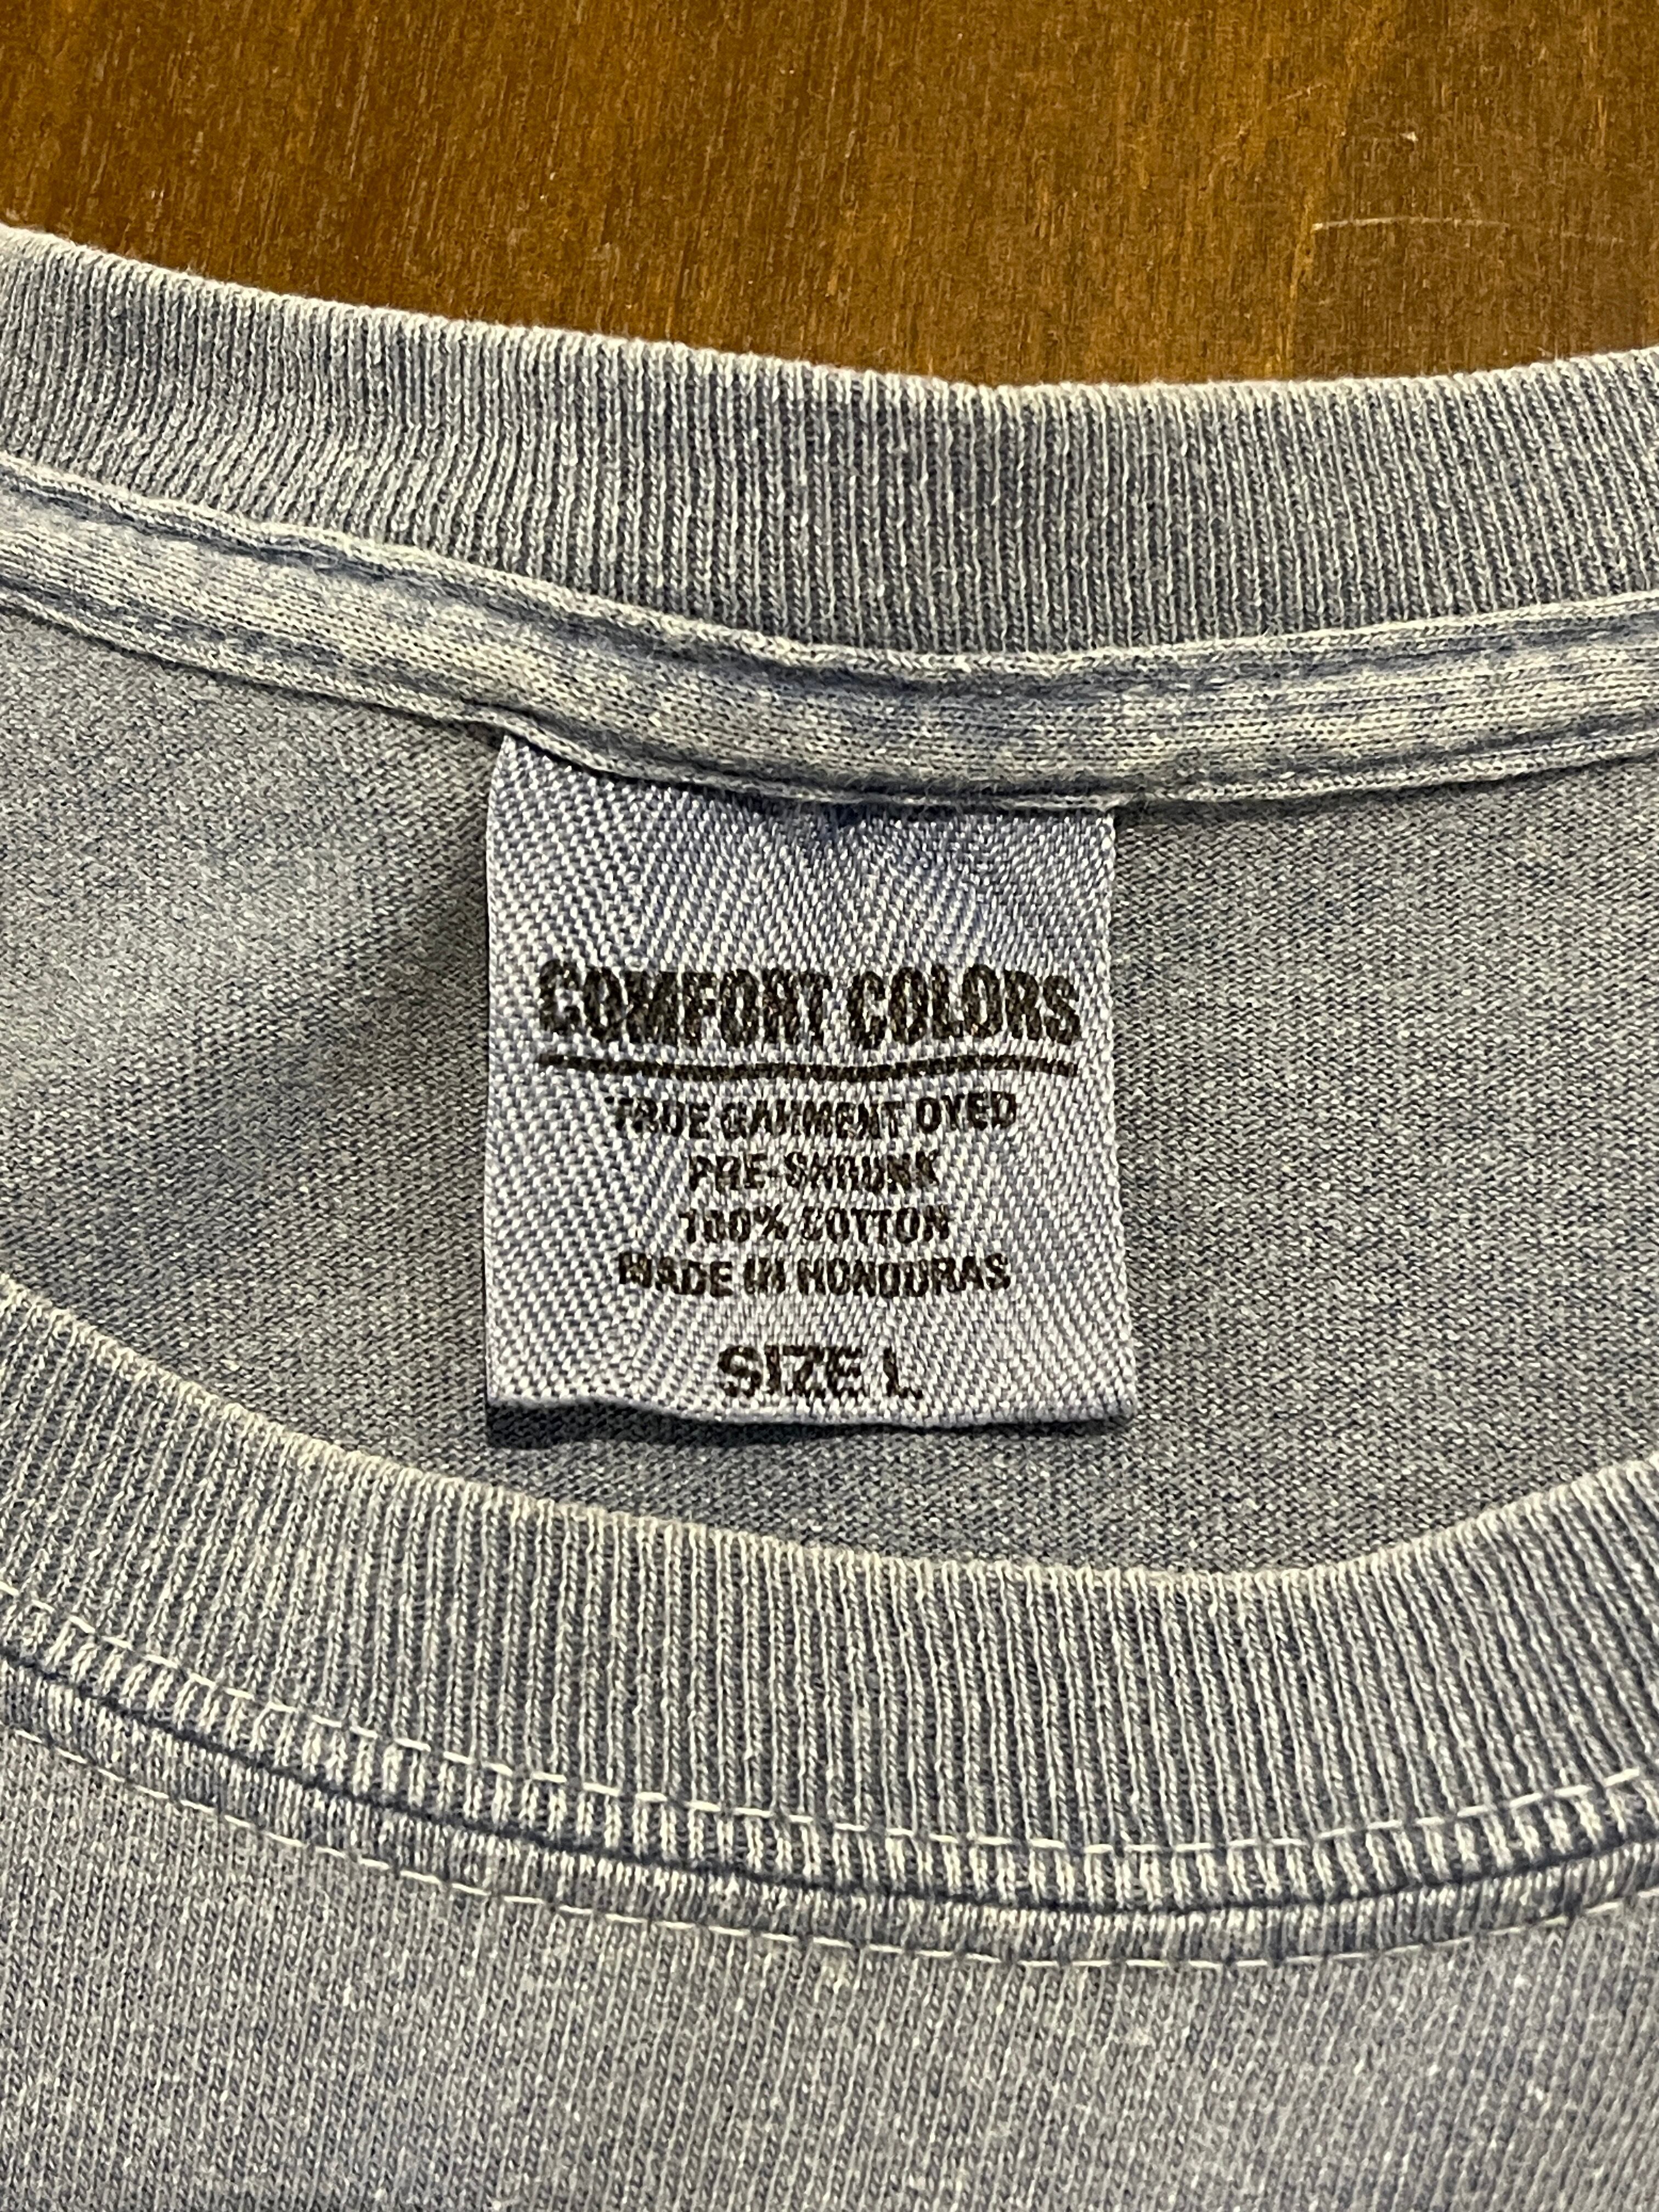 COMFORT COLORS
TRUE GARMENT DYED
PRE-SHRUNK
100% COTTON
MADE IN HONDURAS
SIZE L